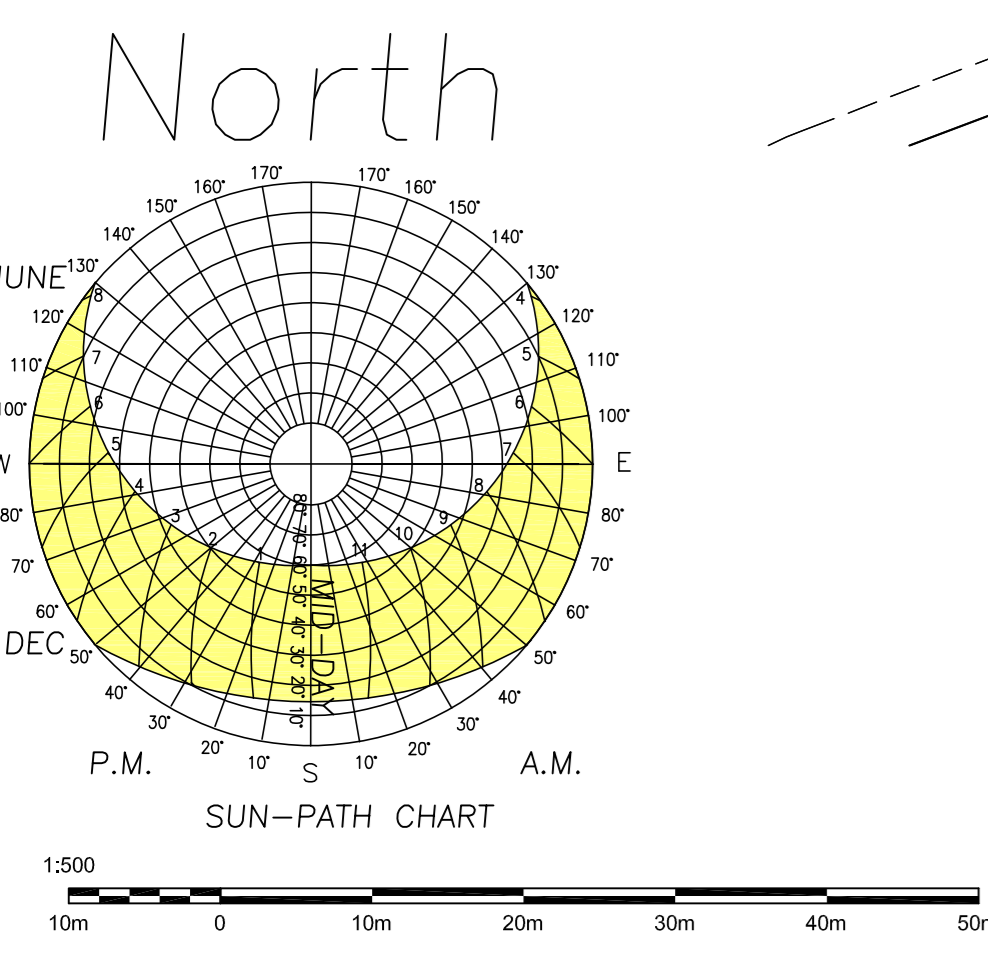 North
170° 170°
160° 160°
150° 150°
140° 140°
JUNE 130° 130°
8 4
120° 120°
7 5
110° 110°
6 6
100° 100°
5 7
W E
4 8
80° 80°
3 9
2 10
1 11
80° 70° 60° 50° 40° 30° 20° 10°
MID-DAY
70° 70°
60° 60°
DEC 50° 50°
40° 40°
30° 30°
20° 20°
10° 10°
P.M. S A.M.
SUN-PATH CHART
1:500
10m 0 10m 20m 30m 40m 50m